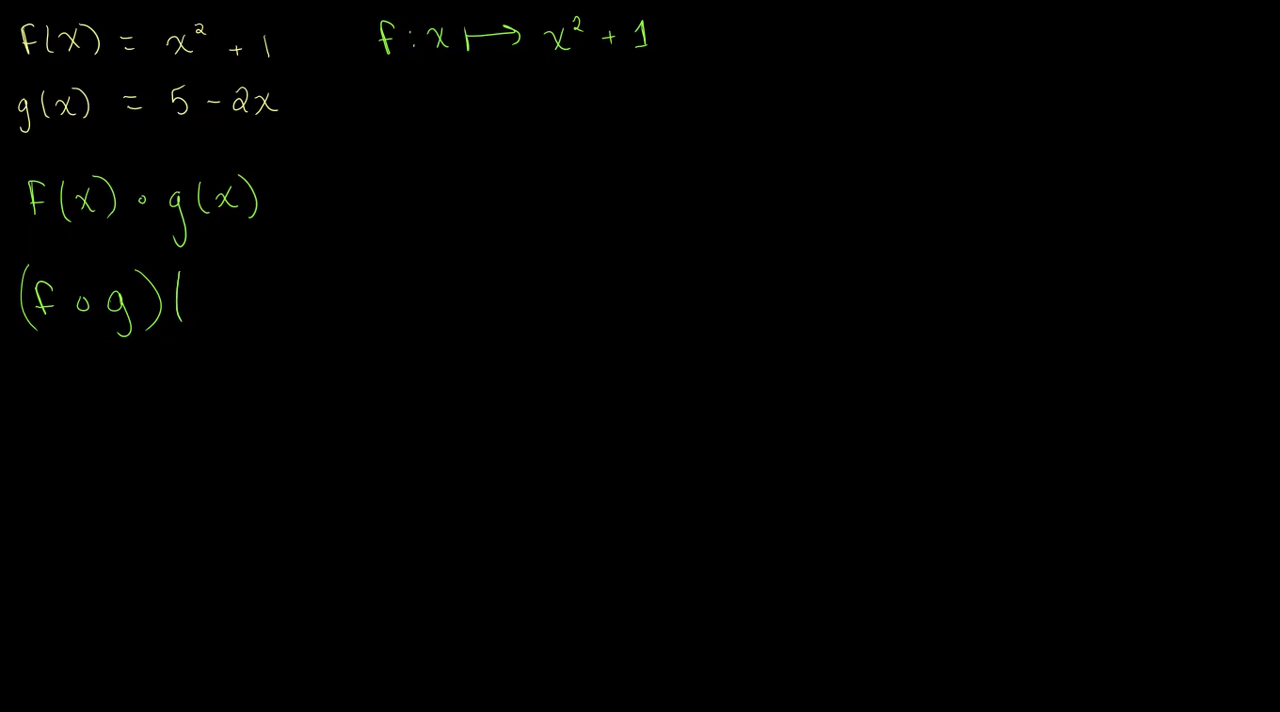 f(x) = x² + 1
f : x ⟼ x² + 1
g(x) = 5 - 2x
f(x) ∘ g(x)
(f ∘ g)(